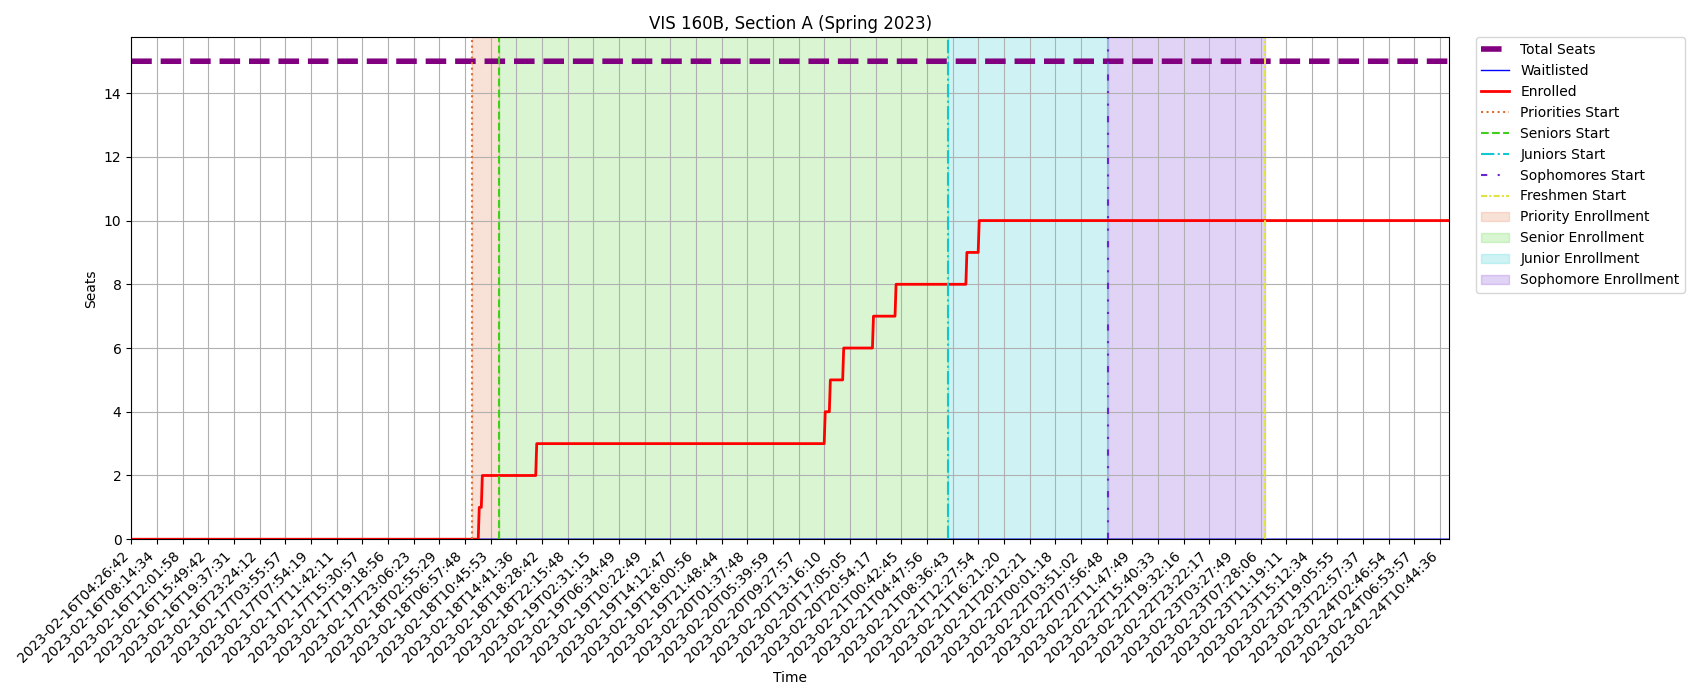 VIS 160B, Section A (Spring 2023)
Total Seats
Waitlisted
Enrolled
Priorities Start
Seniors Start
Juniors Start
Sophomores Start
Freshmen Start
Priority Enrollment
Senior Enrollment
Junior Enrollment
Sophomore Enrollment
Seats
14
12
10
8
6
4
2
0
2023-02-16T04:26:42
2023-02-16T08:14:34
2023-02-16T12:01:58
2023-02-16T15:49:42
2023-02-16T19:37:31
2023-02-16T23:24:12
2023-02-17T03:55:57
2023-02-17T07:54:19
2023-02-17T11:42:11
2023-02-17T15:30:57
2023-02-17T19:18:56
2023-02-17T23:06:23
2023-02-18T02:55:29
2023-02-18T06:57:48
2023-02-18T10:45:53
2023-02-18T14:41:36
2023-02-18T18:28:42
2023-02-18T22:15:48
2023-02-19T02:31:15
2023-02-19T06:34:49
2023-02-19T10:22:49
2023-02-19T14:12:47
2023-02-19T18:00:56
2023-02-19T21:48:44
2023-02-20T01:37:48
2023-02-20T05:39:59
2023-02-20T09:27:57
2023-02-20T13:16:10
2023-02-20T17:05:05
2023-02-20T20:54:17
2023-02-21T00:42:45
2023-02-21T04:47:56
2023-02-21T08:36:43
2023-02-21T12:27:54
2023-02-21T16:21:20
2023-02-21T20:12:21
2023-02-22T00:01:18
2023-02-22T03:51:02
2023-02-22T07:56:48
2023-02-22T11:47:49
2023-02-22T15:40:33
2023-02-22T19:32:16
2023-02-22T23:22:17
2023-02-23T03:27:49
2023-02-23T07:28:06
2023-02-23T11:19:11
2023-02-23T15:12:34
2023-02-23T19:05:55
2023-02-23T22:57:37
2023-02-24T02:46:54
2023-02-24T06:53:57
2023-02-24T10:44:36
Time